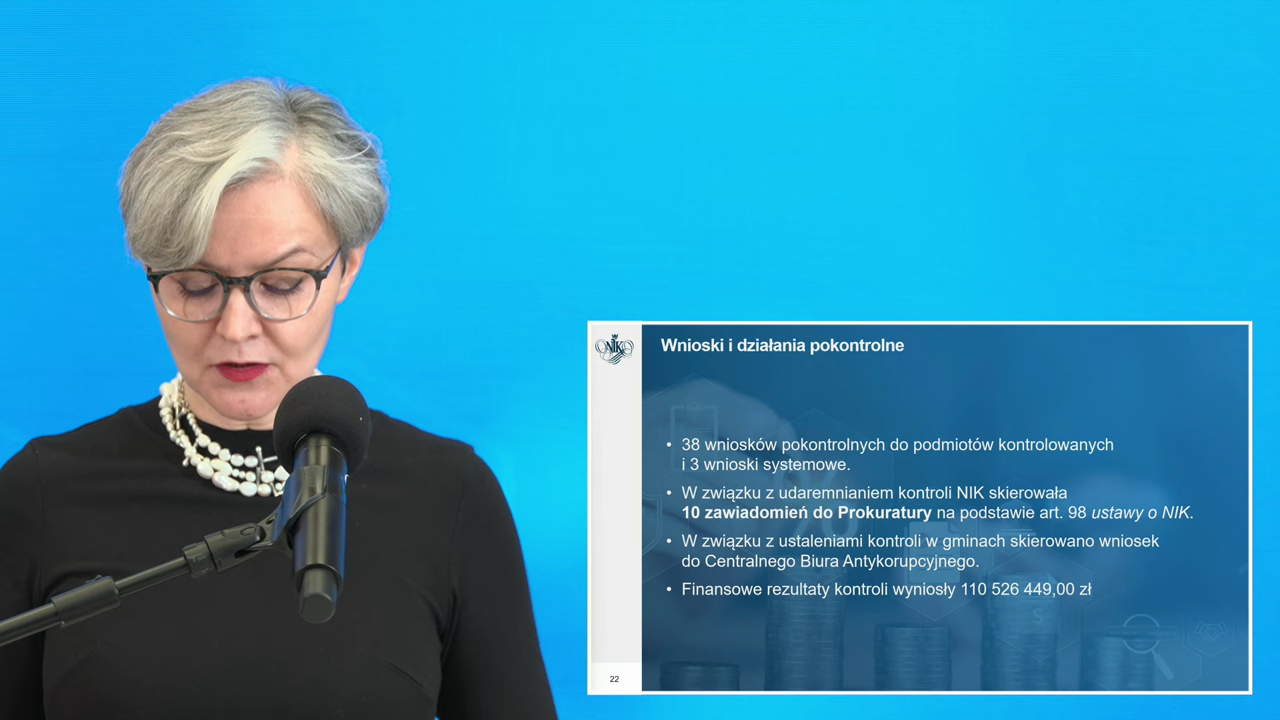 NIK
Wnioski i działania pokontrolne
• 38 wniosków pokontrolnych do podmiotów kontrolowanych
i 3 wnioski systemowe.
• W związku z udaremnianiem kontroli NIK skierowała
10 zawiadomień do Prokuratury na podstawie art. 98 ustawy o NIK.
• W związku z ustaleniami kontroli w gminach skierowano wniosek
do Centralnego Biura Antykorupcyjnego.
• Finansowe rezultaty kontroli wyniosły 110 526 449,00 zł
22